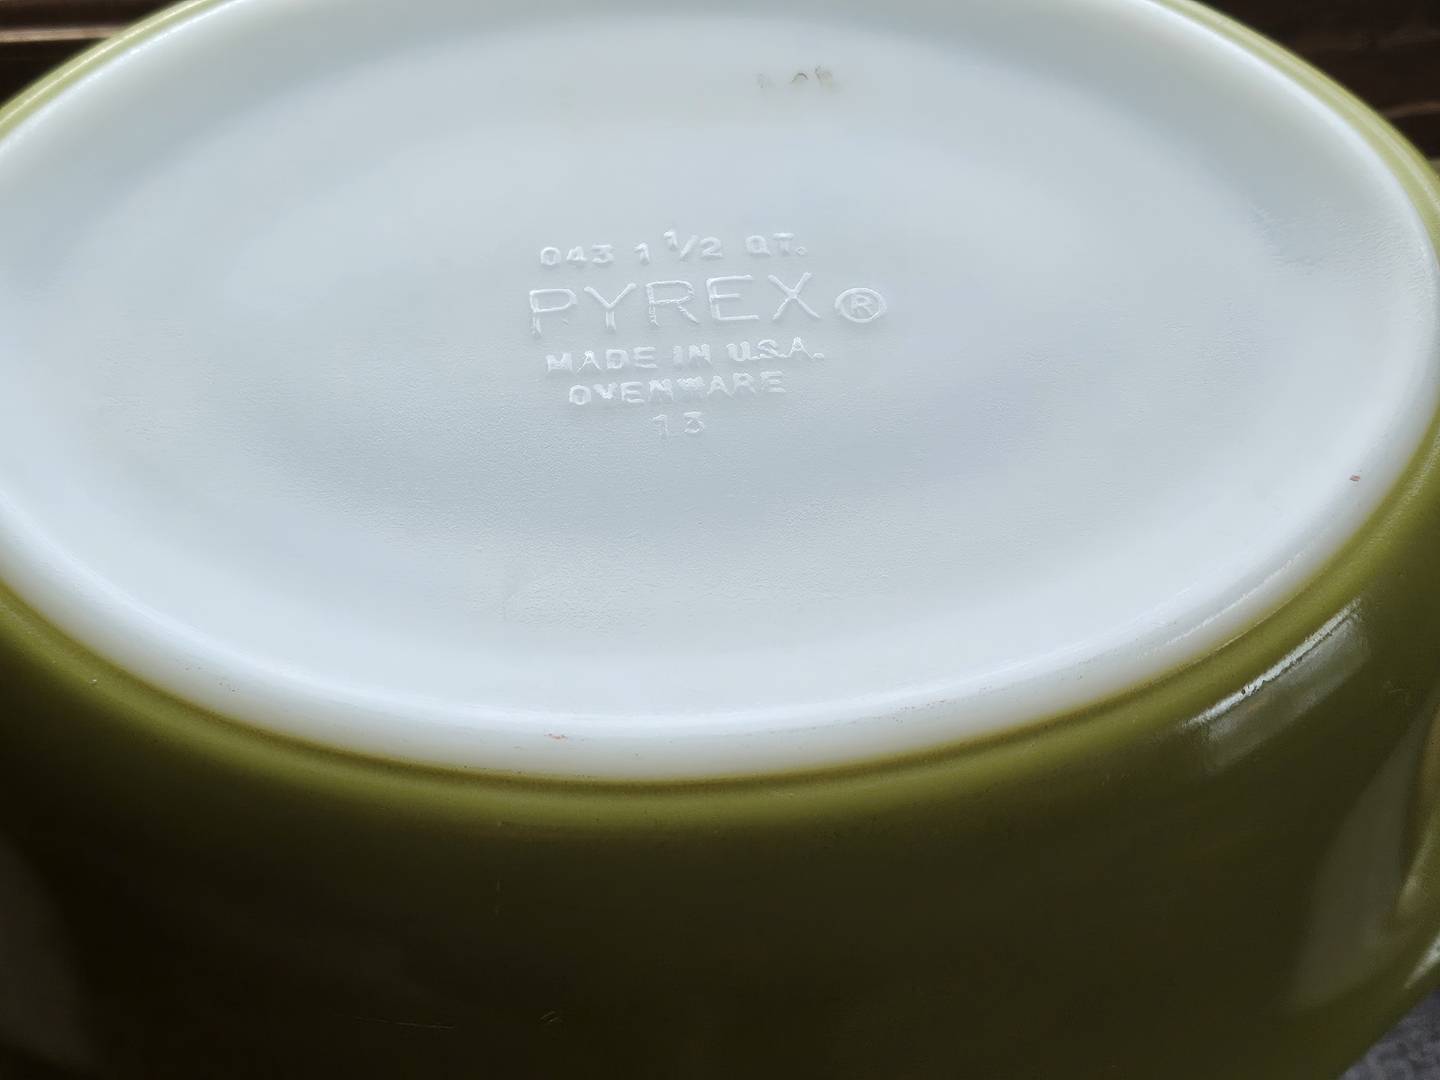 043 1 1/2 QT.
PYREX ®
MADE IN U.S.A.
OVENWARE
13